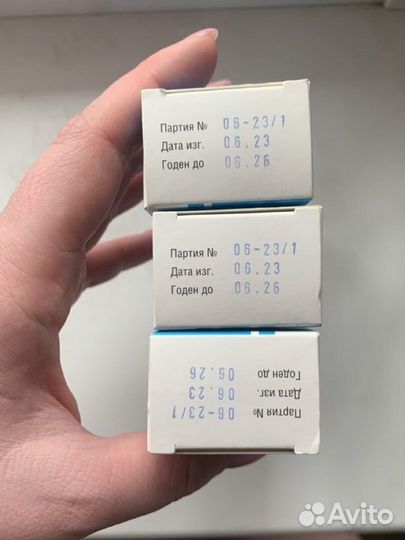 Партия № 06-23/1
Дата изг. 06.23
Годен до 06.26
Партия № 06-23/1
Дата изг. 06.23
Годен до 06.26
Партия № 06-23/1
Дата изг. 06.23
Годен до 06.26
Avito